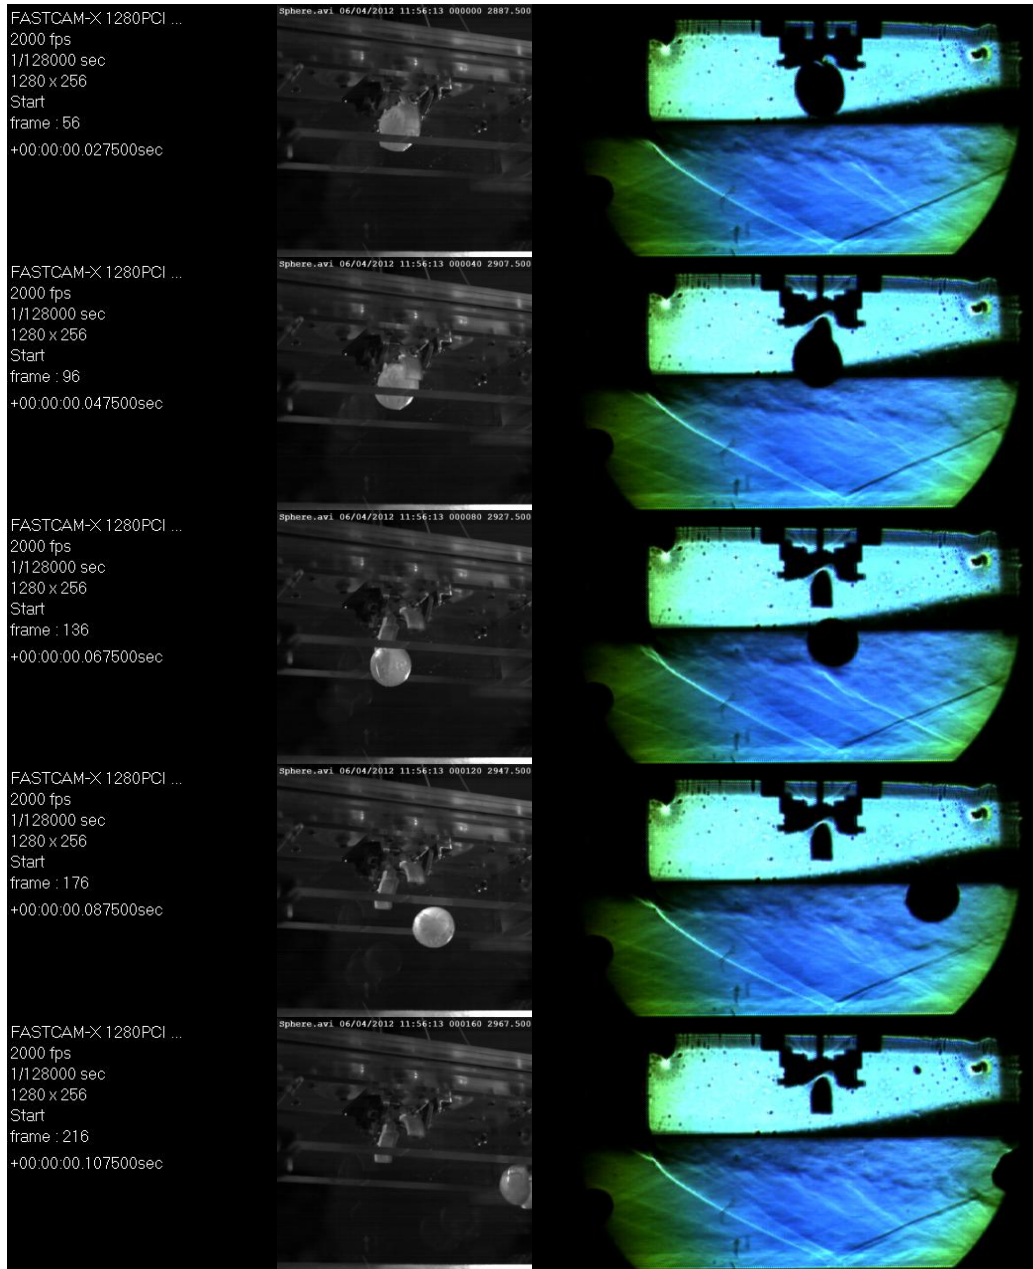 FASTCAM-X 1280PCI ...
2000 fps
1/128000 sec
1280 x 256
Start
frame : 56
+00:00:00.027500sec
Sphere.avi 06/04/2012 11:56:13 000000 2887.500
FASTCAM-X 1280PCI ...
2000 fps
1/128000 sec
1280 x 256
Start
frame : 96
+00:00:00.047500sec
Sphere.avi 06/04/2012 11:56:13 000040 2907.500
FASTCAM-X 1280PCI ...
2000 fps
1/128000 sec
1280 x 256
Start
frame : 136
+00:00:00.067500sec
Sphere.avi 06/04/2012 11:56:13 000080 2927.500
FASTCAM-X 1280PCI ...
2000 fps
1/128000 sec
1280 x 256
Start
frame : 176
+00:00:00.087500sec
Sphere.avi 06/04/2012 11:56:13 000120 2947.500
FASTCAM-X 1280PCI ...
2000 fps
1/128000 sec
1280 x 256
Start
frame : 216
+00:00:00.107500sec
Sphere.avi 06/04/2012 11:56:13 000160 2967.500